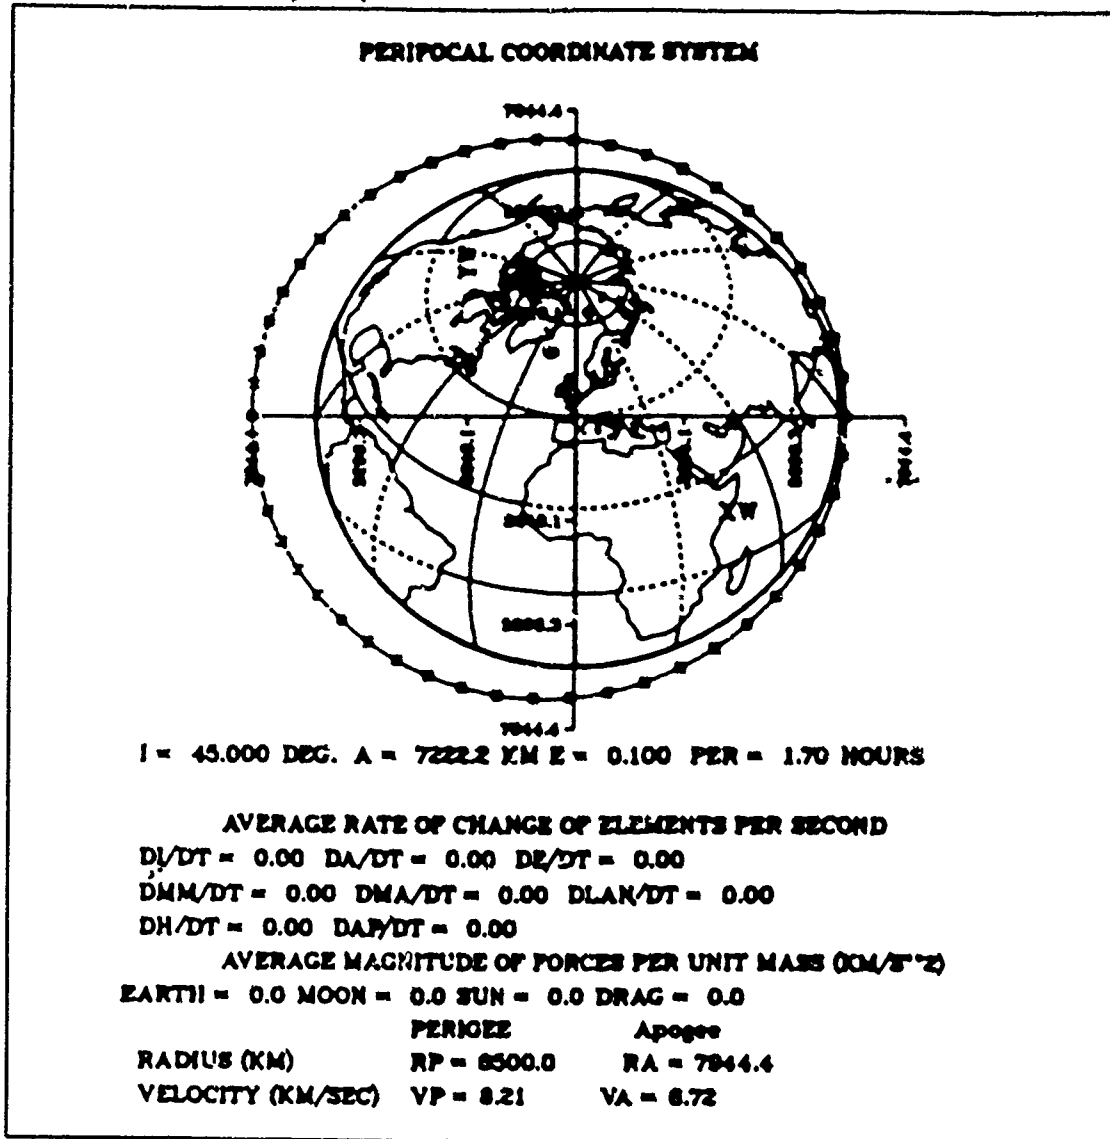 PERIFOCAL COORDINATE SYSTEM
7944.4
YW
7944.4
7944.4
XW
7944.4
I = 45.000 DEG. A = 7222.2 KM E = 0.100 PER = 1.70 HOURS
AVERAGE RATE OF CHANGE OF ELEMENTS PER SECOND
DI/DT = 0.00 DA/DT = 0.00 DE/DT = 0.00
DMM/DT = 0.00 DMA/DT = 0.00 DLAN/DT = 0.00
DH/DT = 0.00 DAP/DT = 0.00
AVERAGE MAGNITUDE OF FORCES PER UNIT MASS (KM/S**2)
EARTH = 0.0 MOON = 0.0 SUN = 0.0 DRAG = 0.0
PERIGEE Apogee
RADIUS (KM) RP = 6500.0 RA = 7944.4
VELOCITY (KM/SEC) VP = 8.21 VA = 6.72